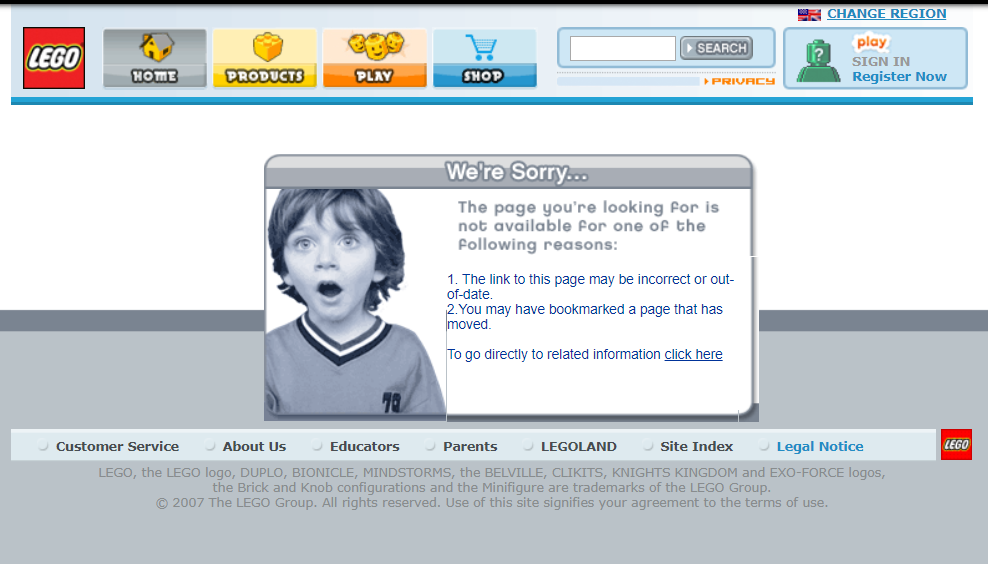 CHANGE REGION
LEGO
HOME
PRODUCTS
PLAY
SHOP
SEARCH
PRIVACY
?
play
SIGN IN
Register Now
We're Sorry...
The page you're looking for is
not available for one of the
following reasons:
1. The link to this page may be incorrect or out-
of-date.
2.You may have bookmarked a page that has
moved.
To go directly to related information click here
70
Customer Service
About Us
Educators
Parents
LEGOLAND
Site Index
Legal Notice
LEGO
LEGO, the LEGO logo, DUPLO, BIONICLE, MINDSTORMS, the BELVILLE, CLIKITS, KNIGHTS KINGDOM and EXO-FORCE logos,
the Brick and Knob configurations and the Minifigure are trademarks of the LEGO Group.
© 2007 The LEGO Group. All rights reserved. Use of this site signifies your agreement to the terms of use.